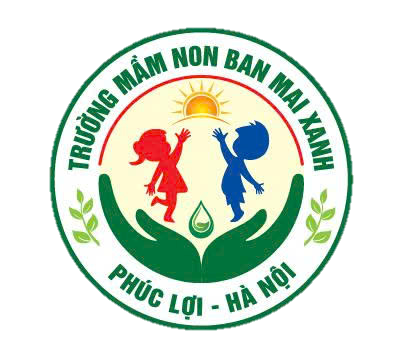 TRƯỜNG MẦM NON BAN MAI XANH
PHÚC LỢI - HÀ NỘI